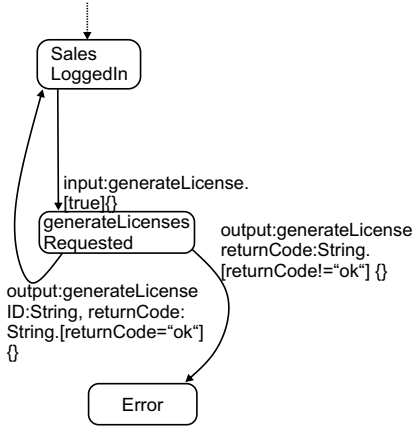 Sales
LoggedIn
input:generateLicense.
[true]{}
generateLicenses
Requested
output:generateLicense
returnCode:String.
[returnCode!=“ok“] {}
output:generateLicense
ID:String, returnCode:
String.[returnCode=“ok“]
{}
Error